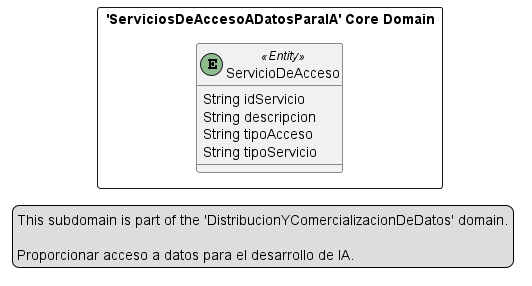 'ServiciosDeAccesoADatosParaIA' Core Domain
«Entity»
E ServicioDeAcceso
String idServicio
String descripcion
String tipoAcceso
String tipoServicio
This subdomain is part of the 'DistribucionYComercializacionDeDatos' domain.
Proporcionar acceso a datos para el desarrollo de IA.